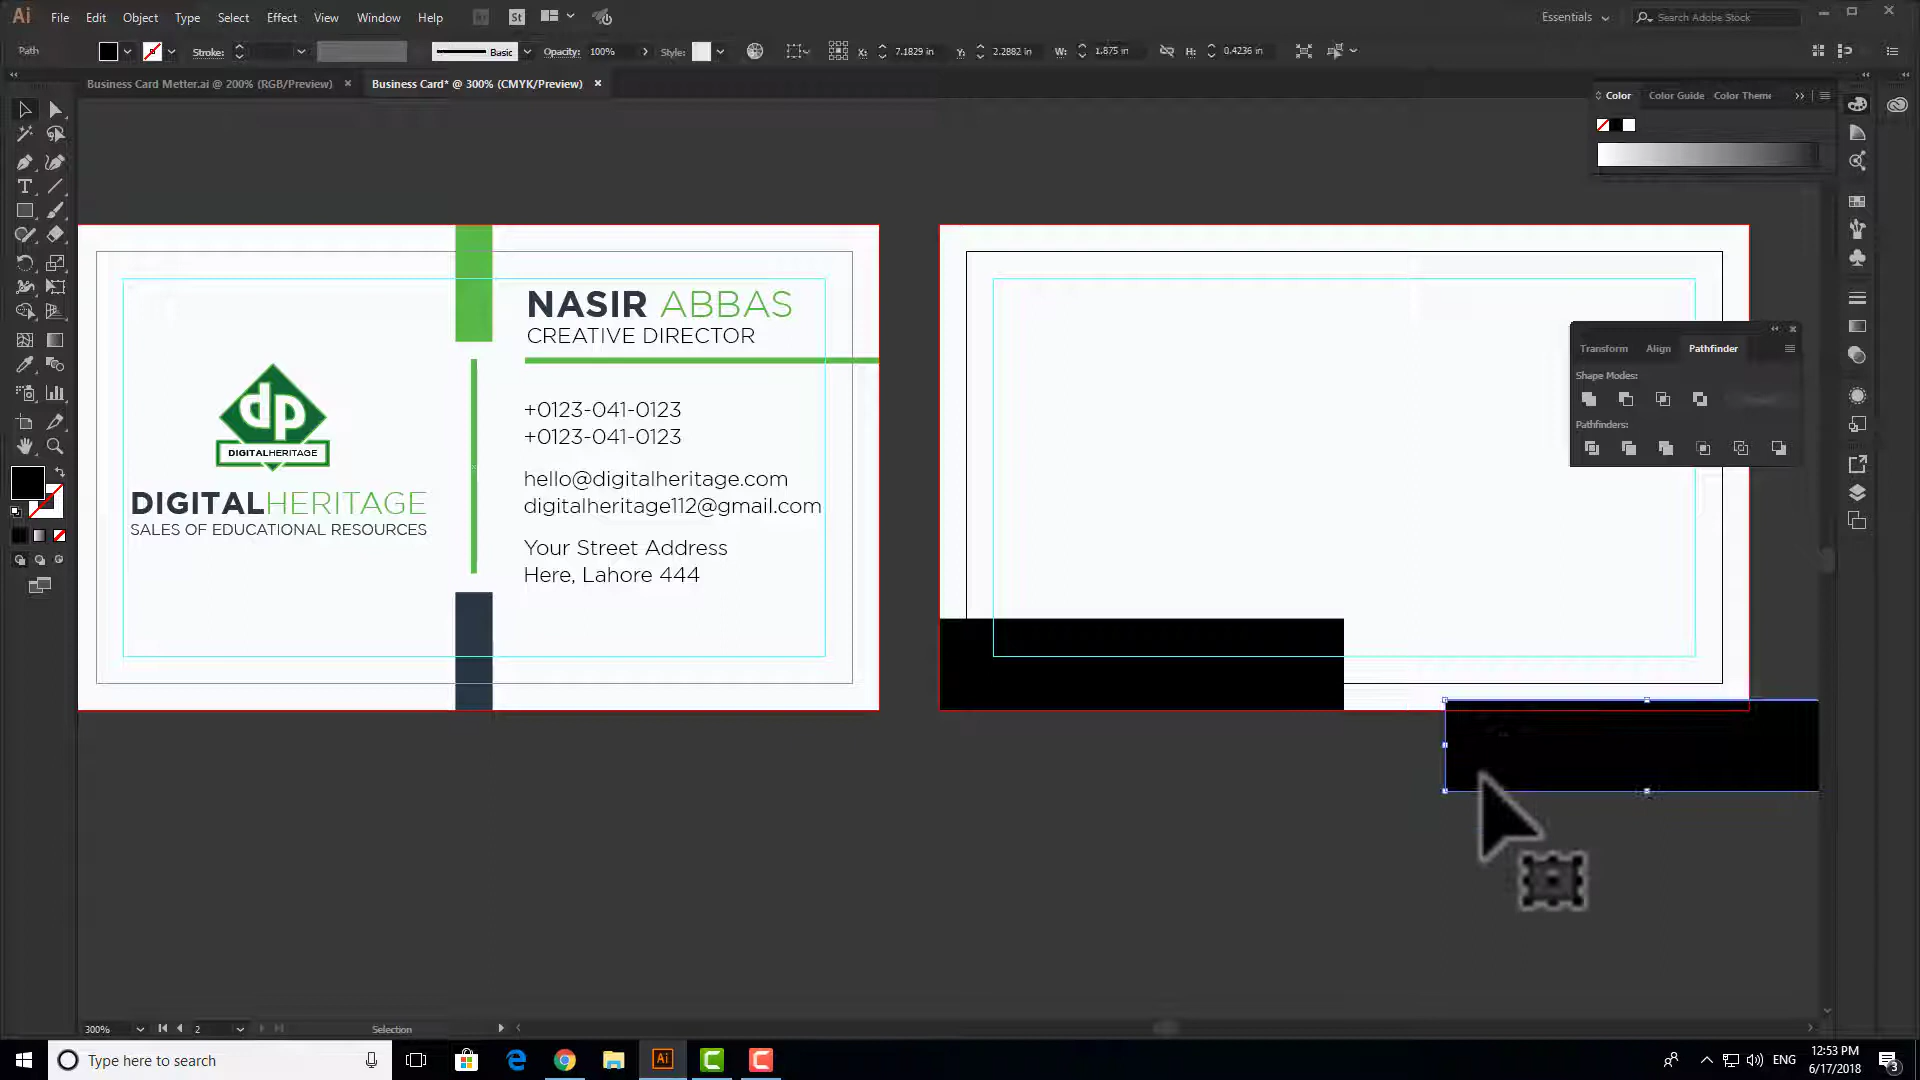 Ai File Edit Object Type Select Effect View Window Help Br St Essentials Search Adobe Stock
Path Stroke: Basic Opacity: 100% Style: X: 7.1829 in Y: 2.2882 in W: 1.875 in H: 0.4236 in
Business Card Metter.ai @ 200% (RGB/Preview) × Business Card* @ 300% (CMYK/Preview) ×
Color Color Guide Color Theme
NASIR ABBAS
CREATIVE DIRECTOR
Transform Align Pathfinder
Shape Modes:
Pathfinders:
dp
DIGITALHERITAGE
DIGITALHERITAGE
SALES OF EDUCATIONAL RESOURCES
+0123-041-0123
+0123-041-0123
hello@digitalheritage.com
digitalheritage112@gmail.com
Your Street Address
Here, Lahore 444
300% 2 Selection
Type here to search
Ai
ENG
12:53 PM
6/17/2018
3